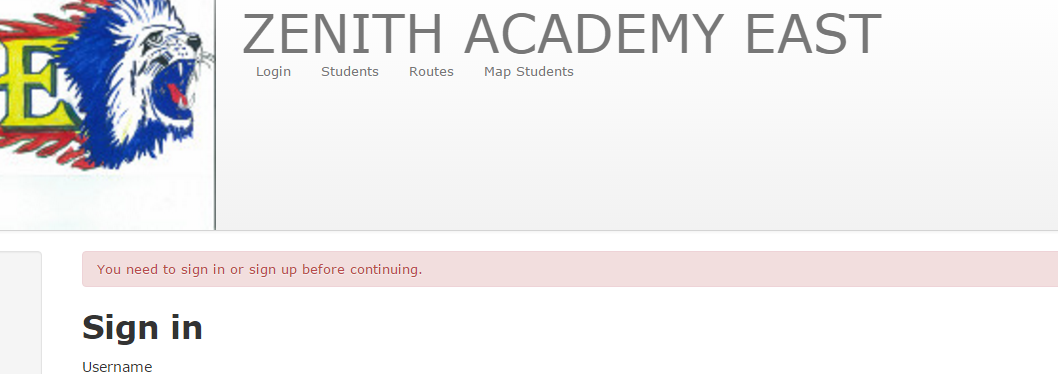 E
ZENITH ACADEMY EAST
Login Students Routes Map Students
You need to sign in or sign up before continuing.
Sign in
Username